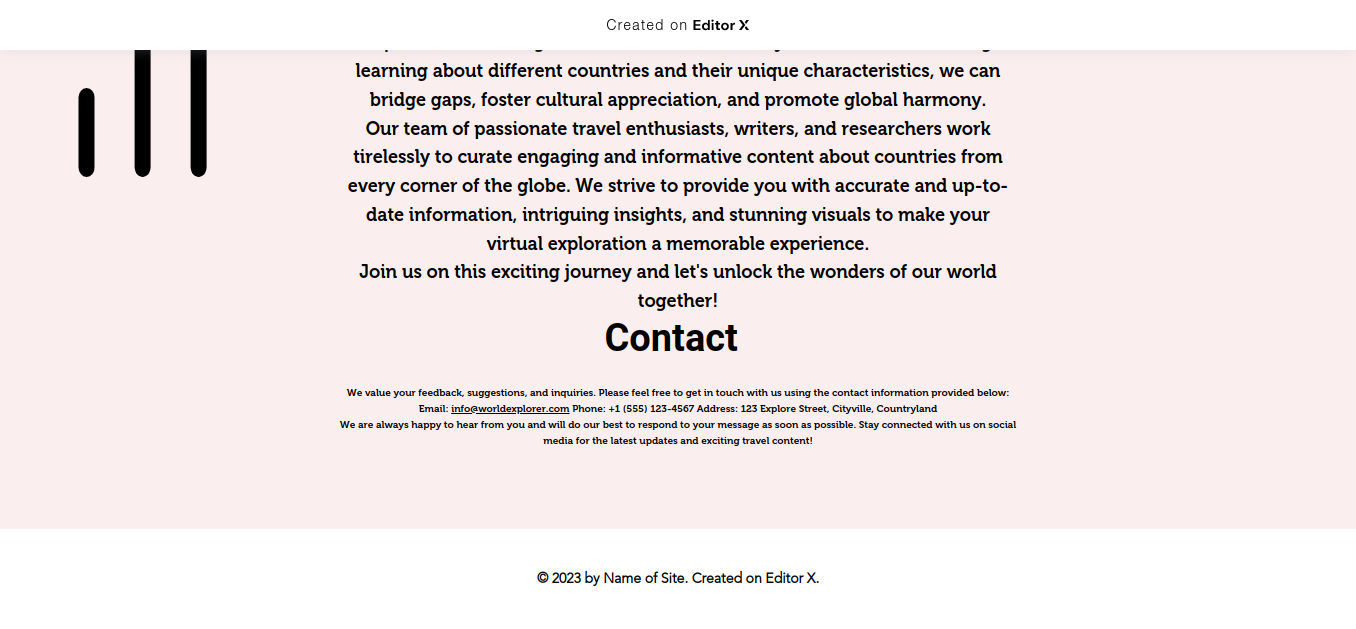 Created on Editor X
learning about different countries and their unique characteristics, we can
bridge gaps, foster cultural appreciation, and promote global harmony.
Our team of passionate travel enthusiasts, writers, and researchers work
tirelessly to curate engaging and informative content about countries from
every corner of the globe. We strive to provide you with accurate and up-to-
date information, intriguing insights, and stunning visuals to make your
virtual exploration a memorable experience.
Join us on this exciting journey and let's unlock the wonders of our world
together!
Contact
We value your feedback, suggestions, and inquiries. Please feel free to get in touch with us using the contact information provided below:
Email: info@worldexplorer.com Phone: +1 (555) 123-4567 Address: 123 Explore Street, Cityville, Countryland
We are always happy to hear from you and will do our best to respond to your message as soon as possible. Stay connected with us on social
media for the latest updates and exciting travel content!
© 2023 by Name of Site. Created on Editor X.